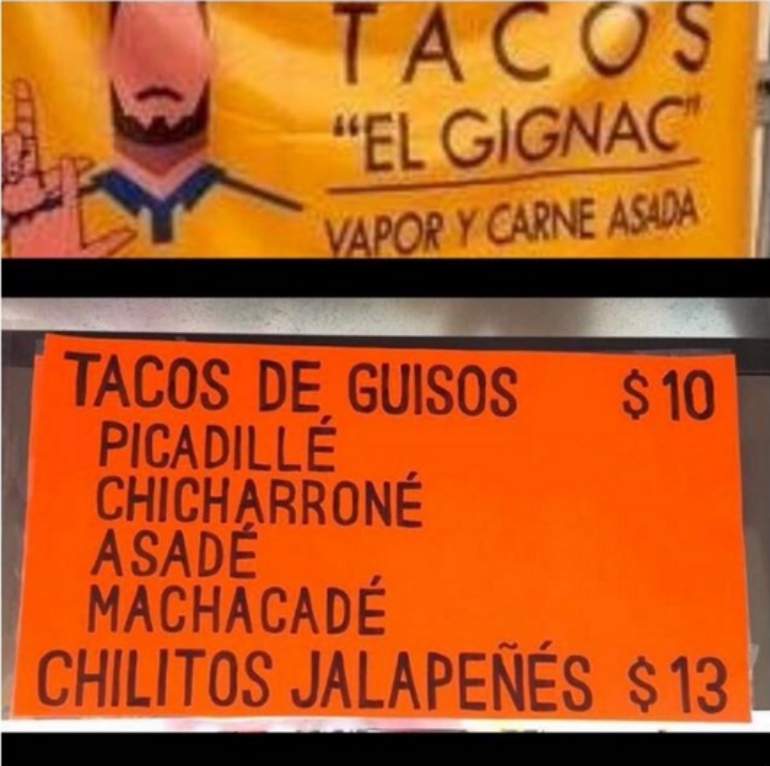 TACOS
"EL GIGNAC"
VAPOR Y CARNE ASADA
TACOS DE GUISOS $10
PICADILLÉ
CHICHARRONÉ
ASADÉ
MACHACADÉ
CHILITOS JALAPEÑÉS $13